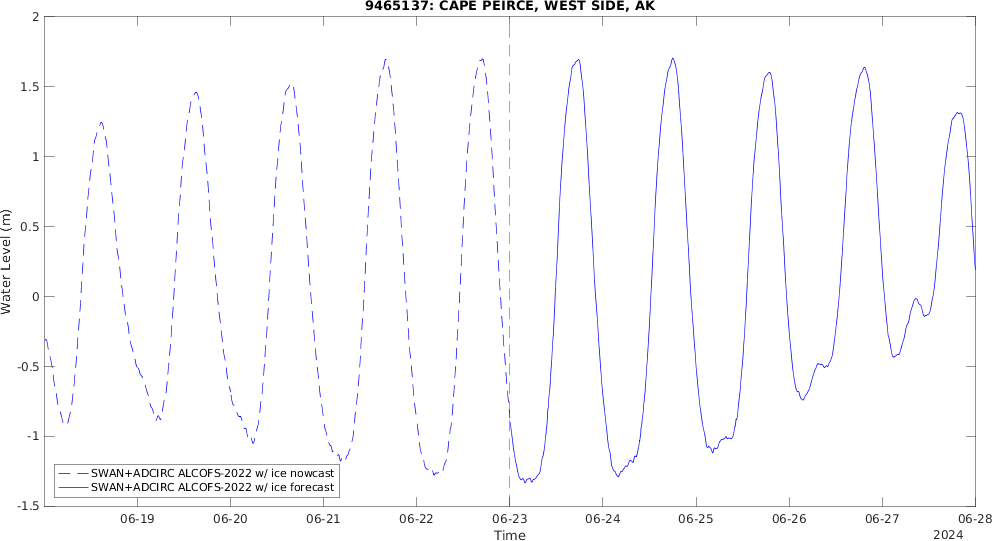 9465137: CAPE PEIRCE, WEST SIDE, AK
2
1.5
1
0.5
0
-0.5
-1
-1.5
Water Level (m)
SWAN+ADCIRC ALCOFS-2022 w/ ice nowcast
SWAN+ADCIRC ALCOFS-2022 w/ ice forecast
06-19 06-20 06-21 06-22 06-23 06-24 06-25 06-26 06-27 06-28
Time
2024